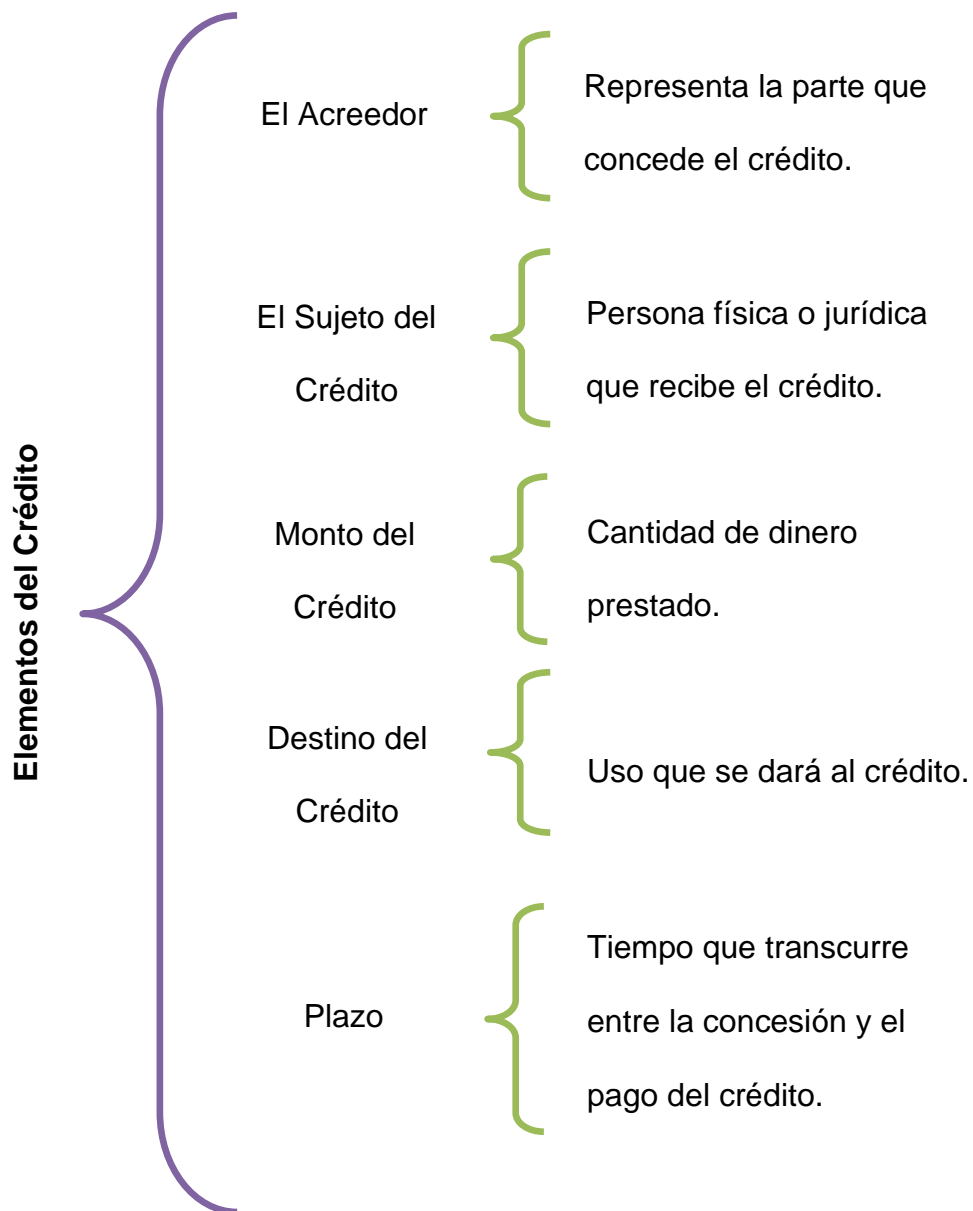 Elementos del Crédito
El Acreedor
Representa la parte que
concede el crédito.
El Sujeto del
Crédito
Persona física o jurídica
que recibe el crédito.
Monto del
Crédito
Cantidad de dinero
prestado.
Destino del
Crédito
Uso que se dará al crédito.
Plazo
Tiempo que transcurre
entre la concesión y el
pago del crédito.